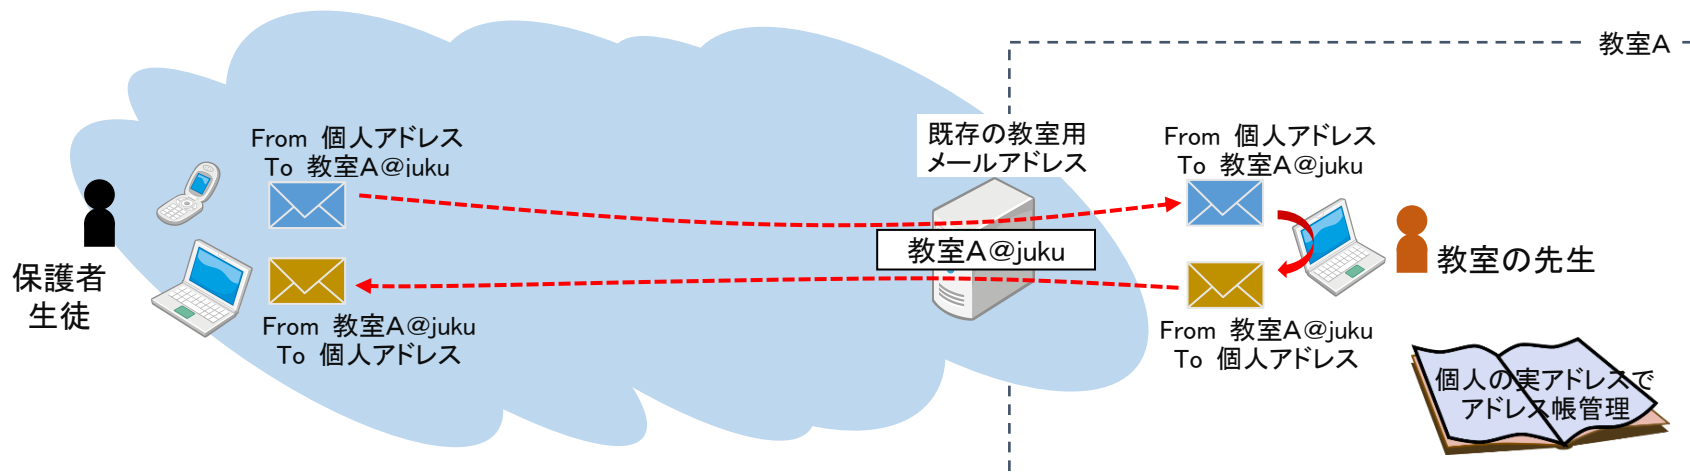 教室A
From 個人アドレス
To 教室A@juku
既存の教室用
メールアドレス
From 個人アドレス
To 教室A@juku
教室A@juku
保護者
生徒
教室の先生
From 教室A@juku
To 個人アドレス
From 教室A@juku
To 個人アドレス
個人の実アドレスで
アドレス帳管理